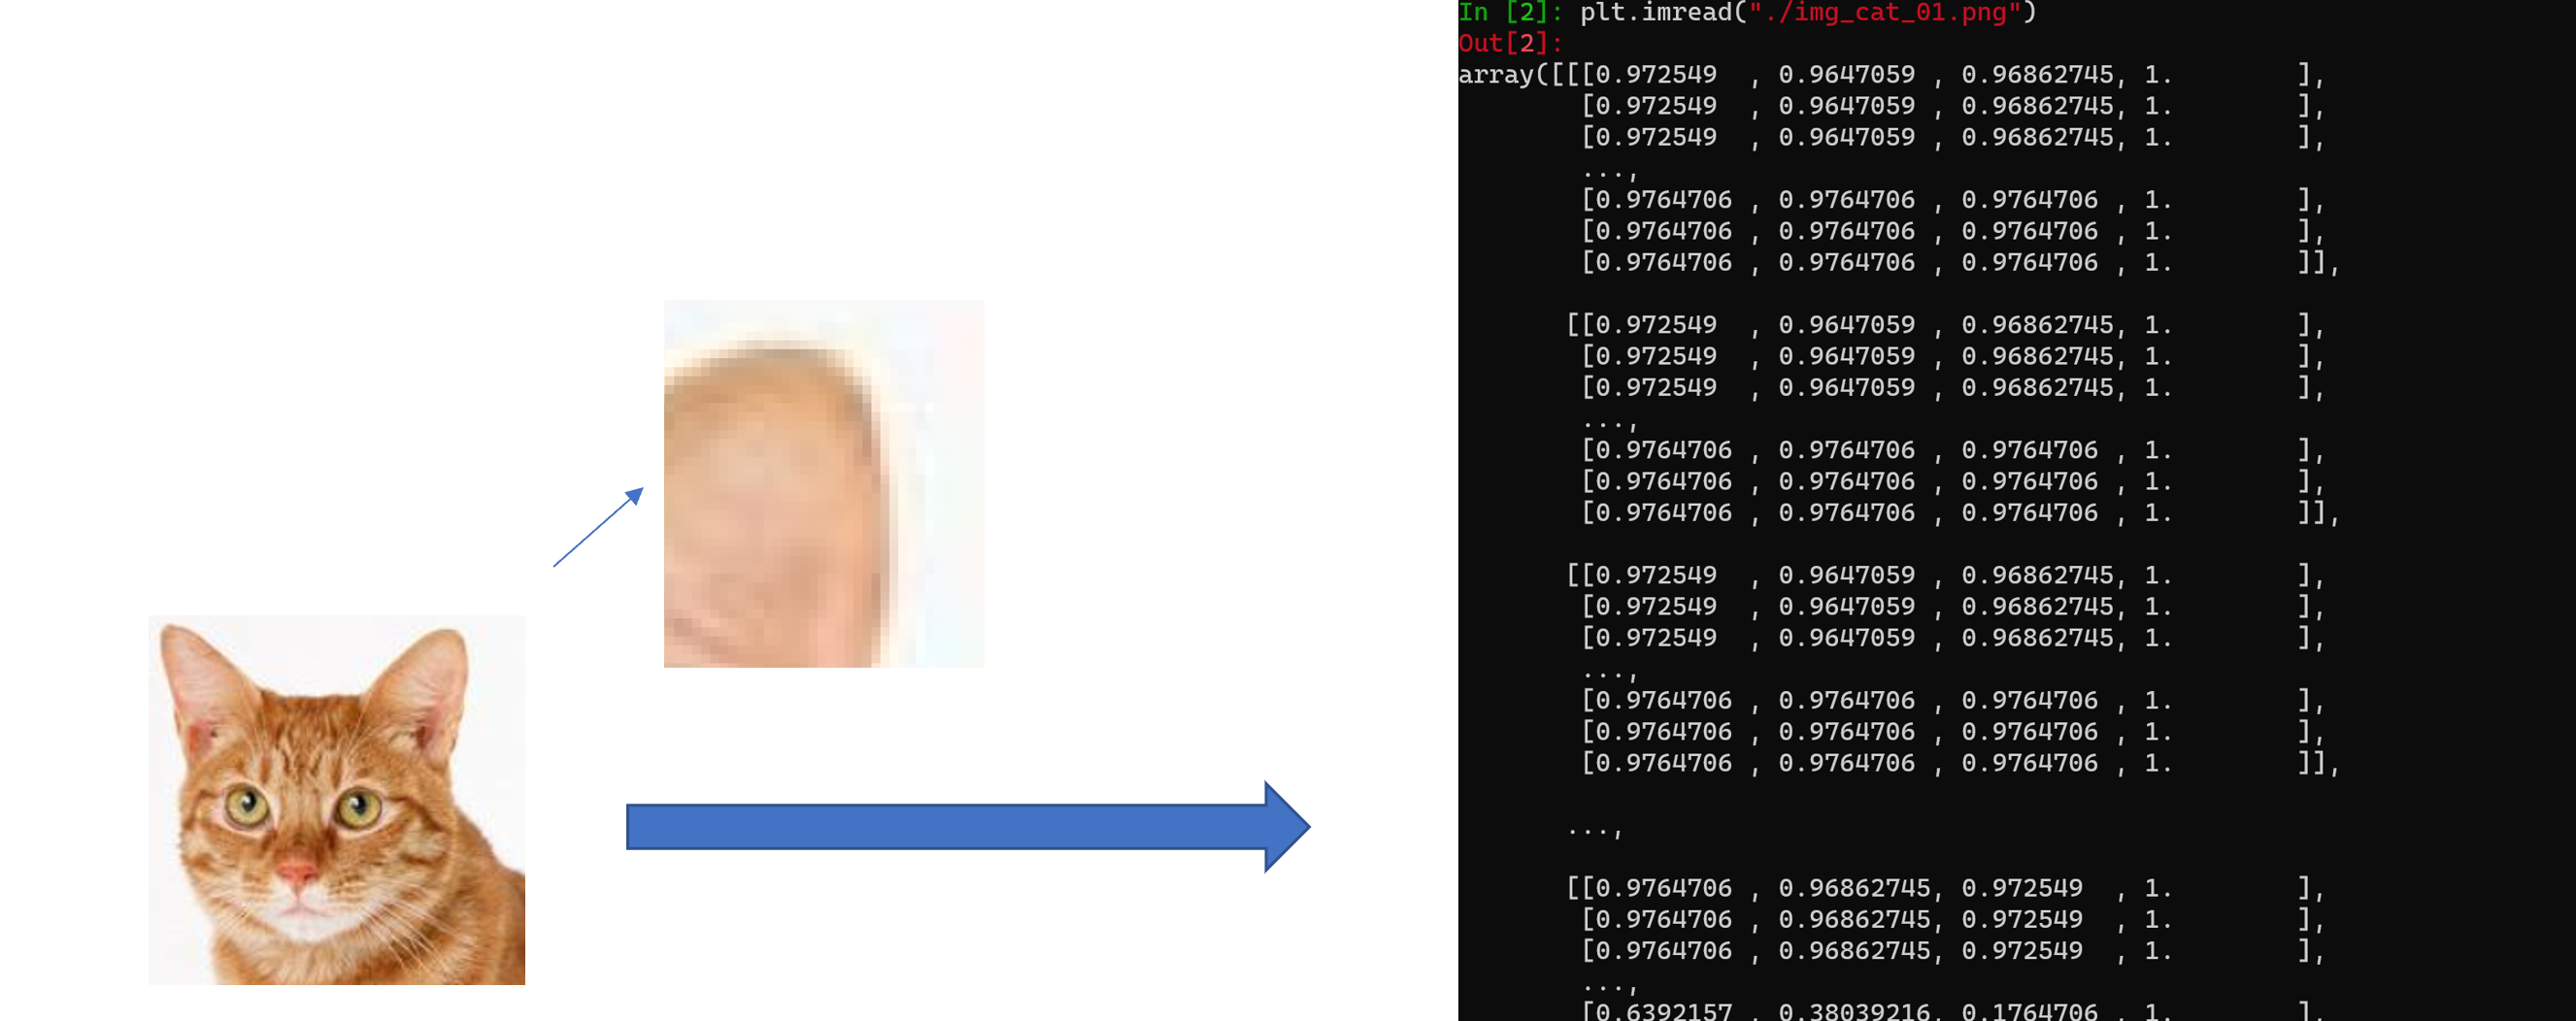 In [2]: plt.imread("./img_cat_01.png")
Out[2]:
array([[[0.972549  , 0.9647059 , 0.96862745, 1.        ],
        [0.972549  , 0.9647059 , 0.96862745, 1.        ],
        [0.972549  , 0.9647059 , 0.96862745, 1.        ],
        ...,
        [0.9764706 , 0.9764706 , 0.9764706 , 1.        ],
        [0.9764706 , 0.9764706 , 0.9764706 , 1.        ],
        [0.9764706 , 0.9764706 , 0.9764706 , 1.        ]],

       [[0.972549  , 0.9647059 , 0.96862745, 1.        ],
        [0.972549  , 0.9647059 , 0.96862745, 1.        ],
        [0.972549  , 0.9647059 , 0.96862745, 1.        ],
        ...,
        [0.9764706 , 0.9764706 , 0.9764706 , 1.        ],
        [0.9764706 , 0.9764706 , 0.9764706 , 1.        ],
        [0.9764706 , 0.9764706 , 0.9764706 , 1.        ]],

       [[0.972549  , 0.9647059 , 0.96862745, 1.        ],
        [0.972549  , 0.9647059 , 0.96862745, 1.        ],
        [0.972549  , 0.9647059 , 0.96862745, 1.        ],
        ...,
        [0.9764706 , 0.9764706 , 0.9764706 , 1.        ],
        [0.9764706 , 0.9764706 , 0.9764706 , 1.        ],
        [0.9764706 , 0.9764706 , 0.9764706 , 1.        ]],

       ...,

       [[0.9764706 , 0.96862745, 0.972549  , 1.        ],
        [0.9764706 , 0.96862745, 0.972549  , 1.        ],
        [0.9764706 , 0.96862745, 0.972549  , 1.        ],
        ...,
        [0.6392157 , 0.38039216, 0.1764706 , 1.        ],